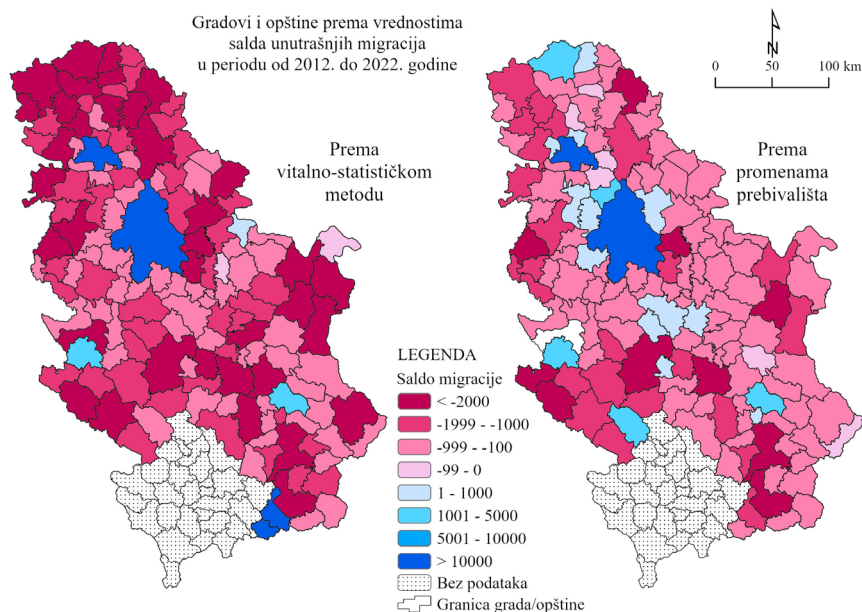 Gradovi i opštine prema vrednostima
salda unutrašnjih migracija
u periodu od 2012. do 2022. godine
N
0 50 100 km
Prema
vitalno-statističkom
metodu
Prema
promenama
prebivališta
LEGENDA
Saldo migracije
< -2000
-1999 - -1000
-999 - -100
-99 - 0
1 - 1000
1001 - 5000
5001 - 10000
> 10000
Bez podataka
Granica grada/opštine